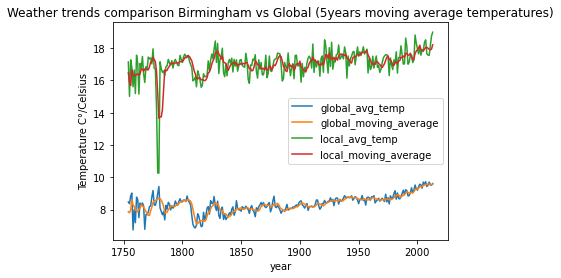 Weather trends comparison Birmingham vs Global (5years moving average temperatures)
Temperature C°/Celsius
18
16
14
12
10
8
global_avg_temp
global_moving_average
local_avg_temp
local_moving_average
1750
1800
1850
1900
1950
2000
year